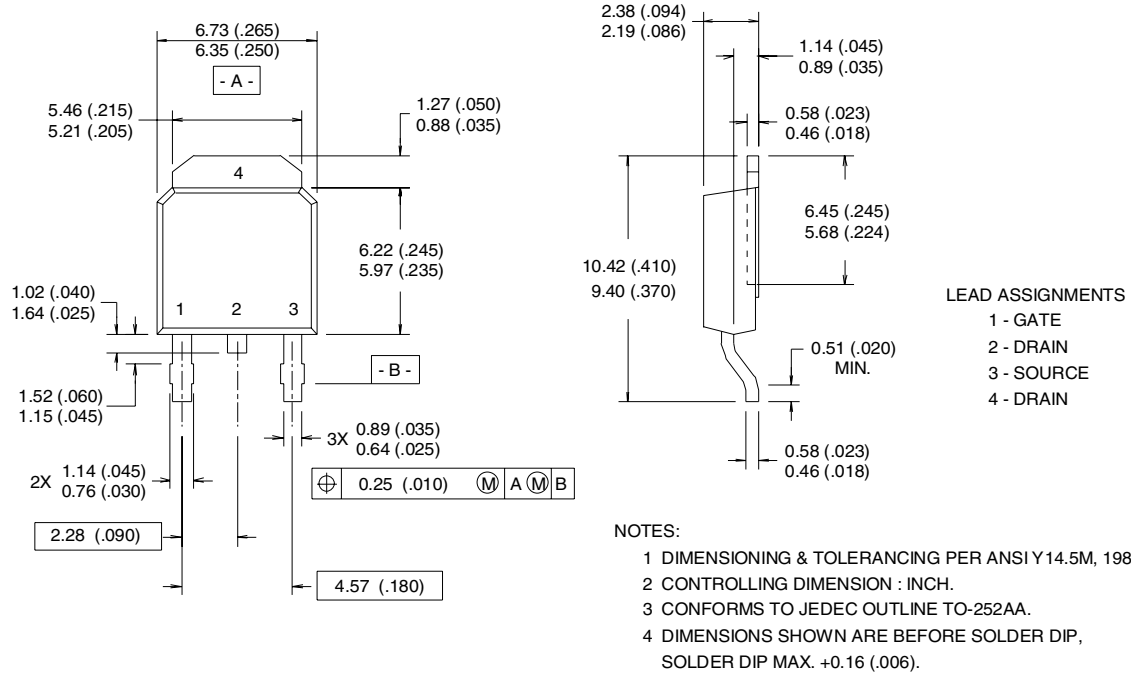 6.73 (.265)
6.35 (.250)
- A -
5.46 (.215)
5.21 (.205)
1.27 (.050)
0.88 (.035)
4
6.22 (.245)
5.97 (.235)
1.02 (.040)
1.64 (.025)
1 2 3
- B -
1.52 (.060)
1.15 (.045)
3X 0.89 (.035)
0.64 (.025)
2X 1.14 (.045)
0.76 (.030)
⌖ 0.25 (.010) Ⓜ A Ⓜ B
2.28 (.090)
4.57 (.180)
2.38 (.094)
2.19 (.086)
1.14 (.045)
0.89 (.035)
0.58 (.023)
0.46 (.018)
6.45 (.245)
5.68 (.224)
10.42 (.410)
9.40 (.370)
0.51 (.020)
MIN.
0.58 (.023)
0.46 (.018)
LEAD ASSIGNMENTS
1 - GATE
2 - DRAIN
3 - SOURCE
4 - DRAIN
NOTES:
1 DIMENSIONING & TOLERANCING PER ANSI Y14.5M, 198
2 CONTROLLING DIMENSION : INCH.
3 CONFORMS TO JEDEC OUTLINE TO-252AA.
4 DIMENSIONS SHOWN ARE BEFORE SOLDER DIP,
SOLDER DIP MAX. +0.16 (.006).